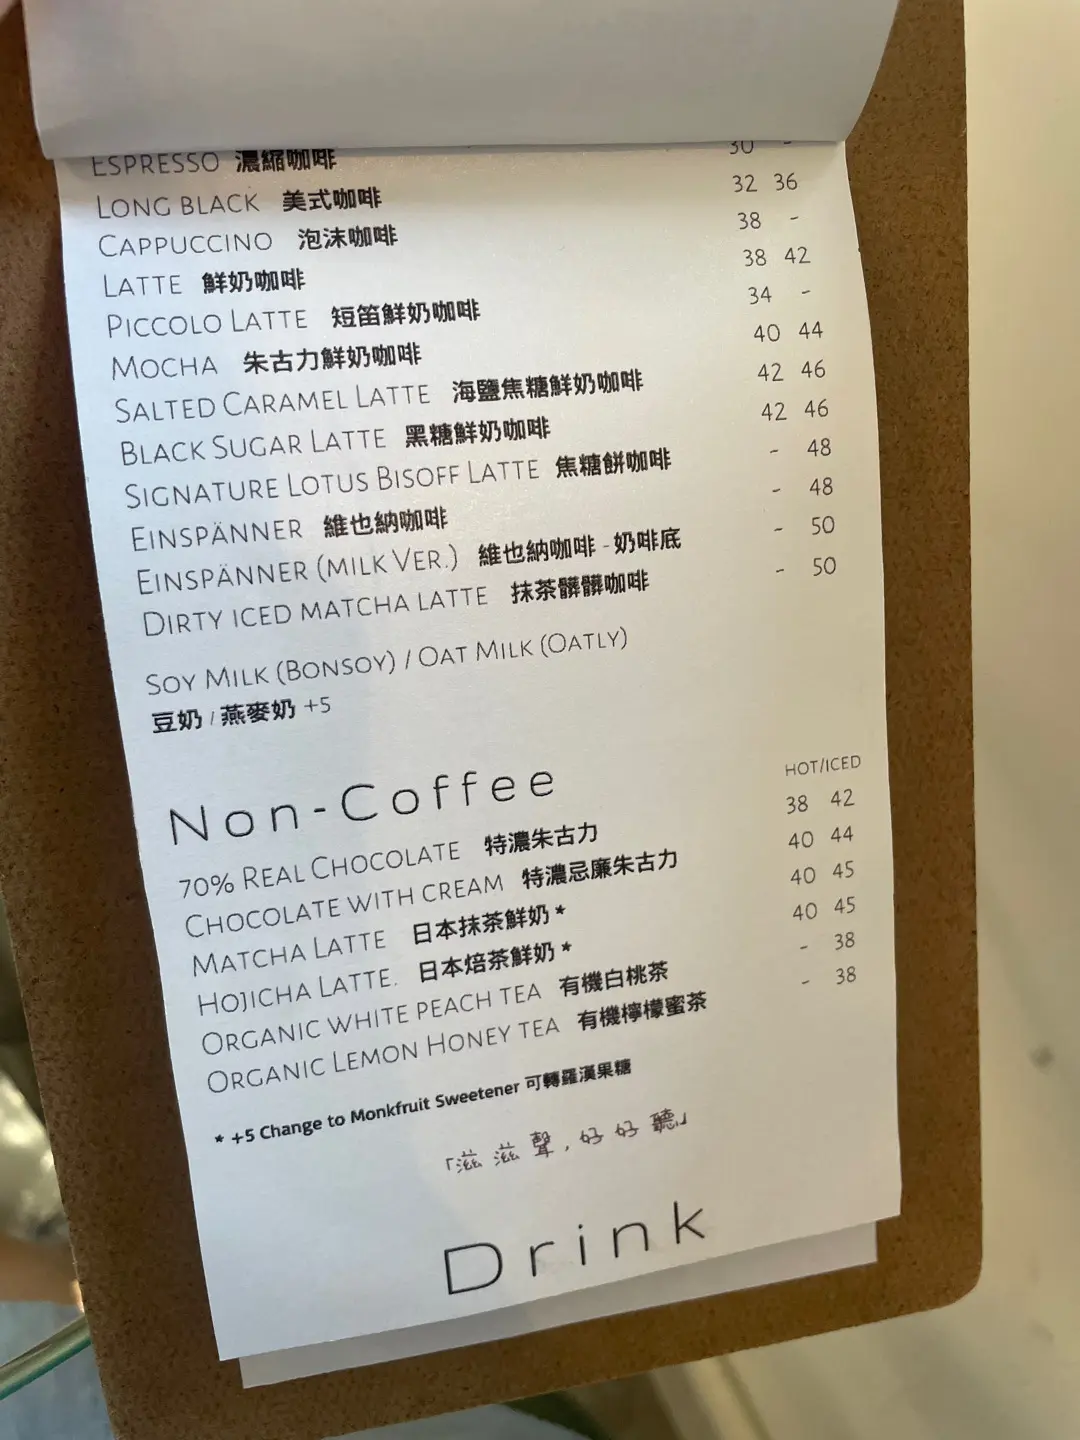 ESPRESSO 濃縮咖啡 30 -
LONG BLACK 美式咖啡 32 36
CAPPUCCINO 泡沫咖啡 38 -
LATTE 鮮奶咖啡 38 42
PICCOLO LATTE 短笛鮮奶咖啡 34 -
MOCHA 朱古力鮮奶咖啡 40 44
SALTED CARAMEL LATTE 海鹽焦糖鮮奶咖啡 42 46
BLACK SUGAR LATTE 黑糖鮮奶咖啡 42 46
SIGNATURE LOTUS BISOFF LATTE 焦糖餅咖啡 - 48
EINSPÄNNER 維也納咖啡 - 48
EINSPÄNNER (MILK VER.) 維也納咖啡 - 奶啡底 - 50
DIRTY ICED MATCHA LATTE 抹茶髒髒咖啡 - 50
SOY MILK (BONSOY) / OAT MILK (OATLY)
豆奶 / 燕麥奶 +5
Non-Coffee HOT/ICED
70% REAL CHOCOLATE 特濃朱古力 38 42
CHOCOLATE WITH CREAM 特濃忌廉朱古力 40 44
MATCHA LATTE 日本抹茶鮮奶 * 40 45
HOJICHA LATTE. 日本焙茶鮮奶 * 40 45
ORGANIC WHITE PEACH TEA 有機白桃茶 - 38
ORGANIC LEMON HONEY TEA 有機檸檬蜜茶 - 38
* +5 Change to Monkfruit Sweetener 可轉羅漢果糖
「滋滋聲,好好聽」
Drink